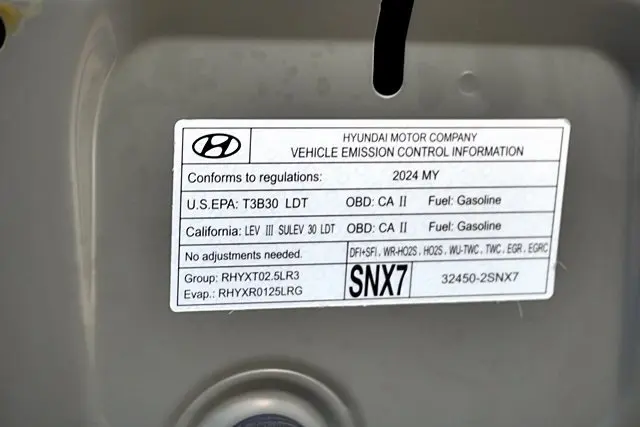 HYUNDAI MOTOR COMPANY
VEHICLE EMISSION CONTROL INFORMATION
Conforms to regulations: 2024 MY
U.S.EPA: T3B30 LDT OBD: CA II Fuel: Gasoline
California: LEV III SULEV 30 LDT OBD: CA II Fuel: Gasoline
No adjustments needed. DFI+SFI, WR-HO2S, HO2S, WU-TWC, TWC, EGR, EGRC
Group: RHYXT02.5LR3
Evap.: RHYXR0125LRG
SNX7
32450-2SNX7